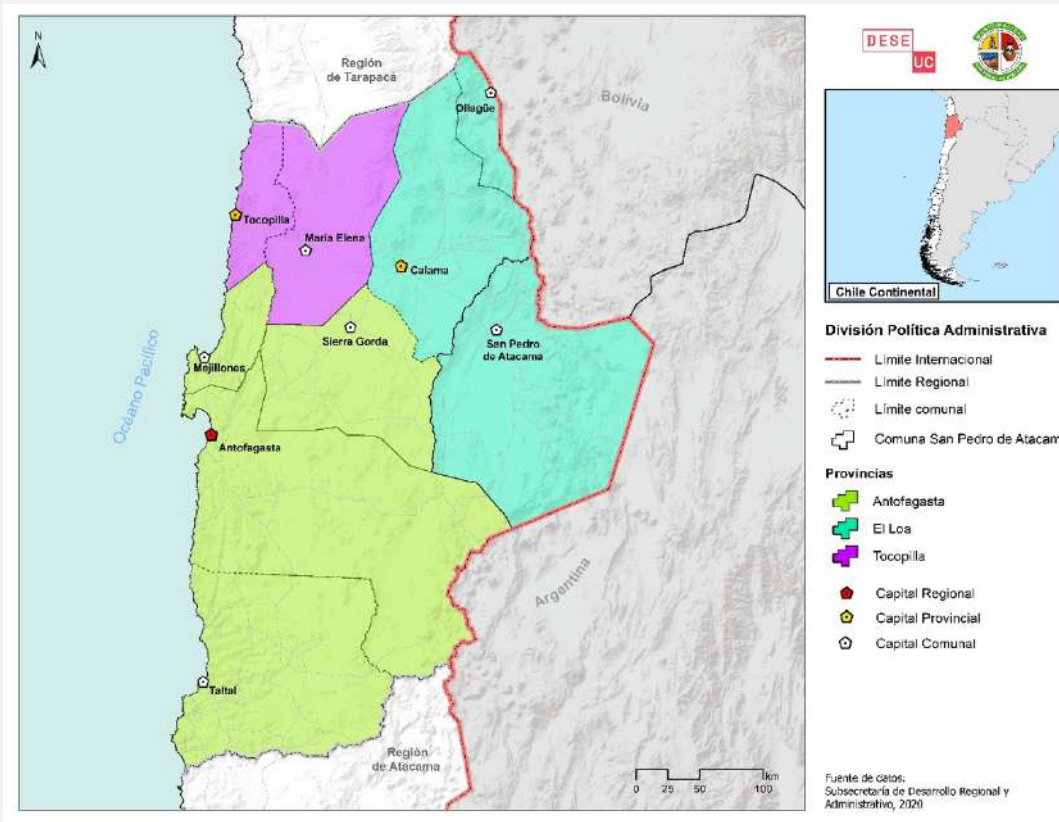 N
Región
de Tarapacá
Ollagüe
Bolivia
Tocopilla
María Elena
Calama
Sierra Gorda
San Pedro
de Atacama
Mejillones
Océano Pacífico
Antofagasta
Argentina
Taltal
Región
de Atacama
km
0 25 50 100
DESE
UC
Chile Continental
División Política Administrativa
Límite Internacional
Límite Regional
Límite comunal
Comuna San Pedro de Atacam
Provincias
Antofagasta
El Loa
Tocopilla
Capital Regional
Capital Provincial
Capital Comunal
Fuente de datos:
Subsecretaría de Desarrollo Regional y
Administrativo, 2020